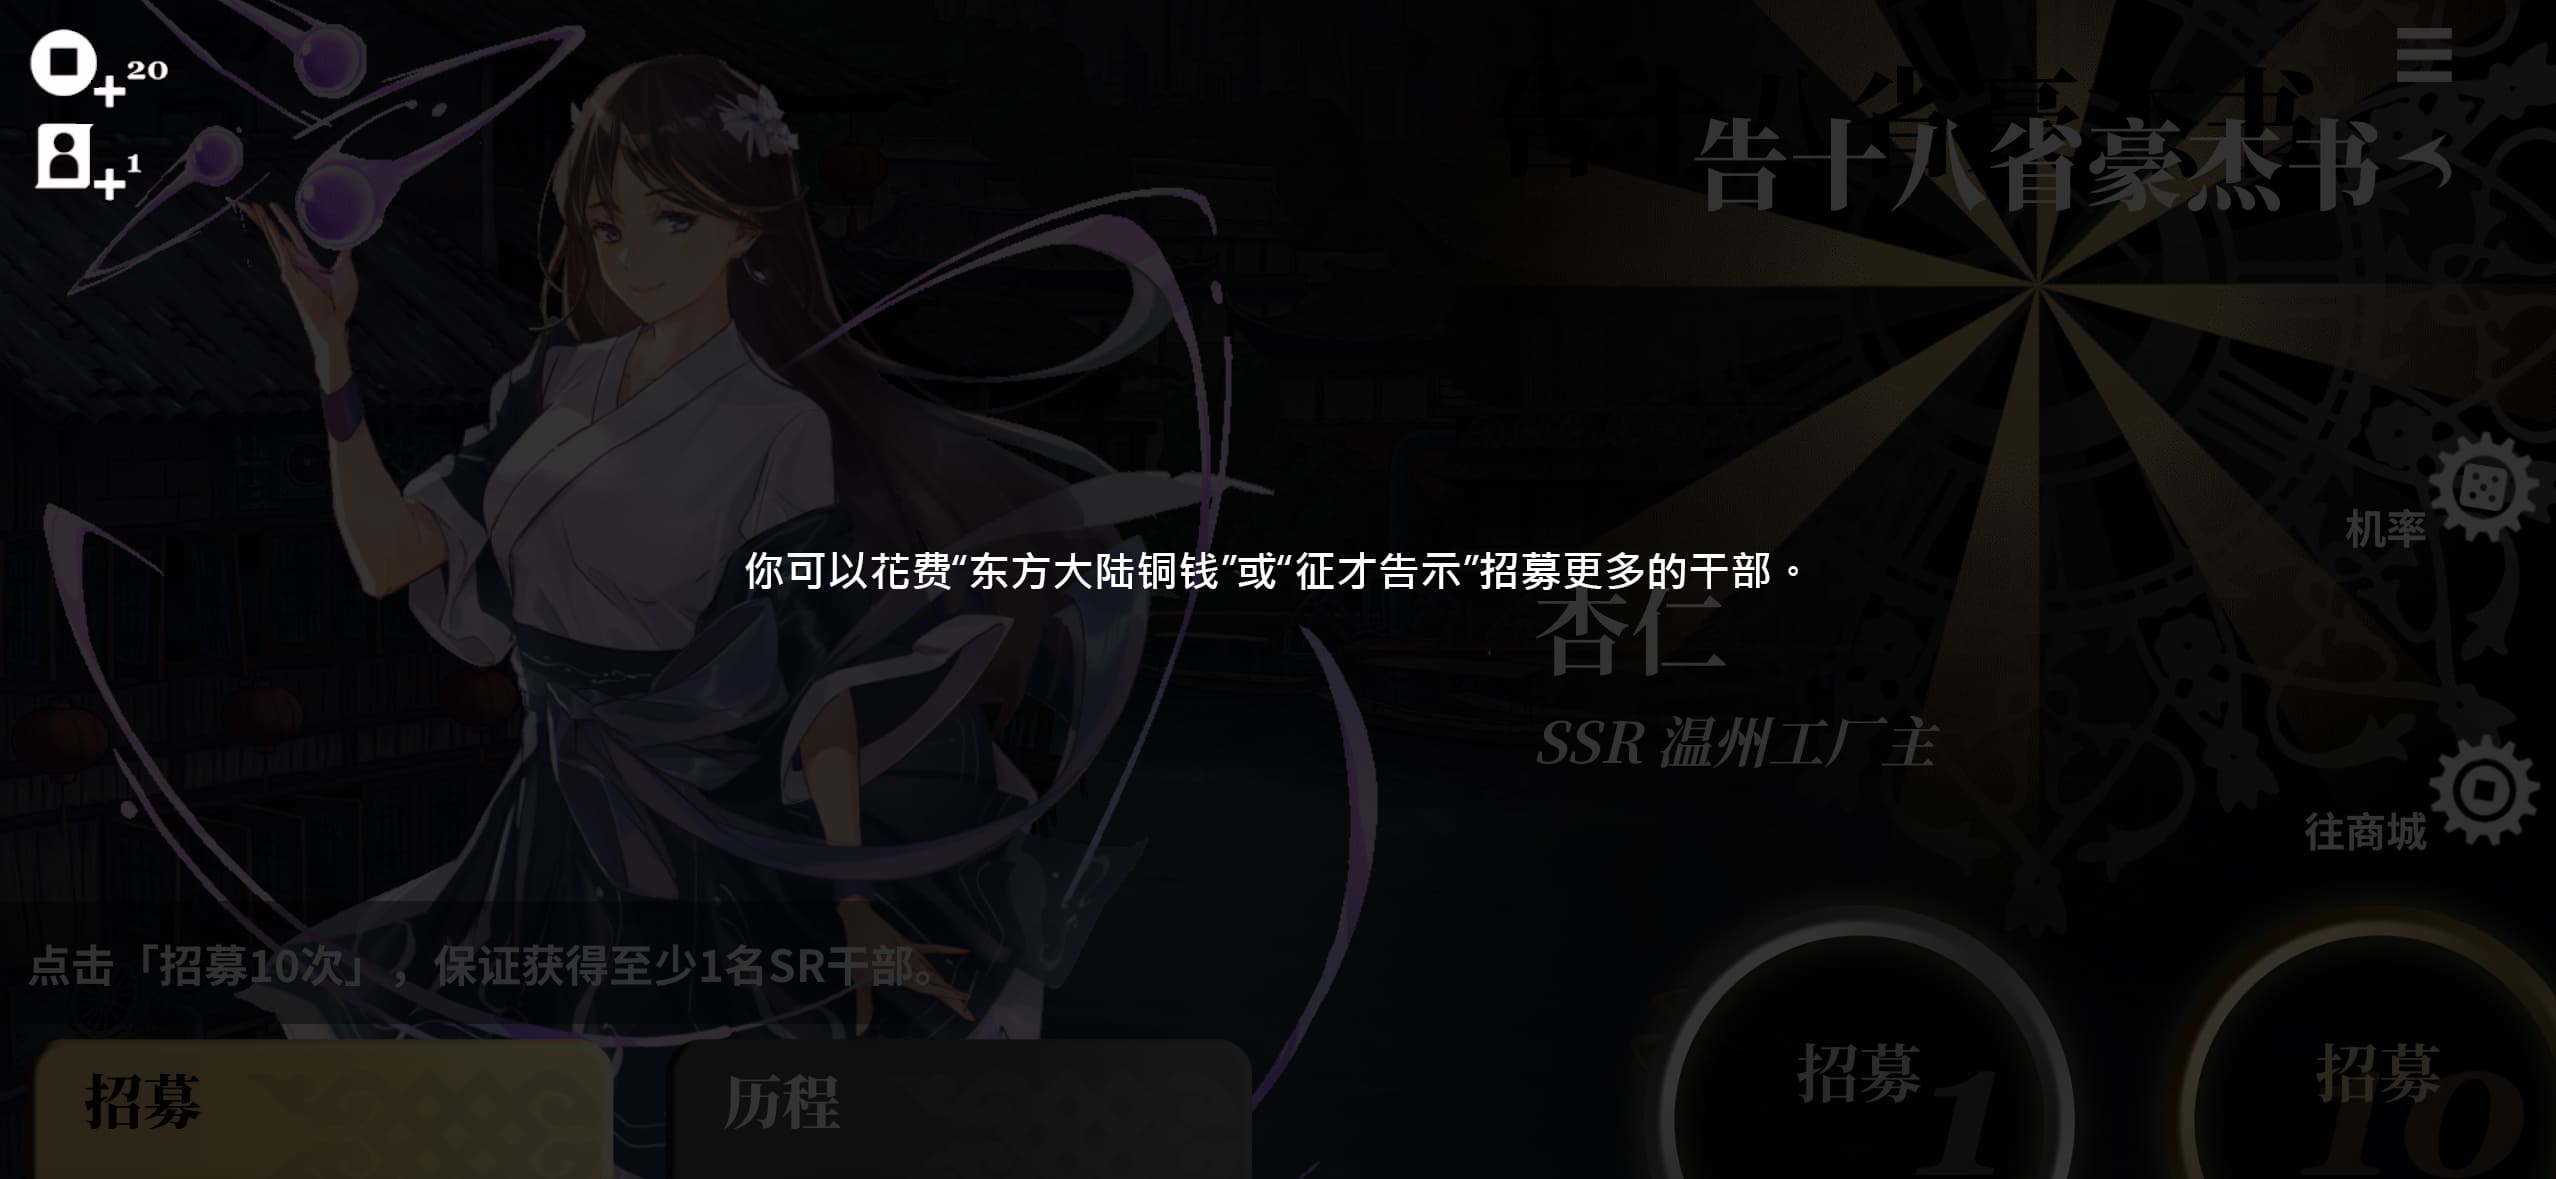 +20
+1
告十八省豪杰书
机率
你可以花费“东方大陆铜钱”或“征才告示”招募更多的干部。
杏仁
SSR 温州工厂主
往商城
点击「招募10次」，保证获得至少1名SR干部。
招募
历程
招募 1
招募 10